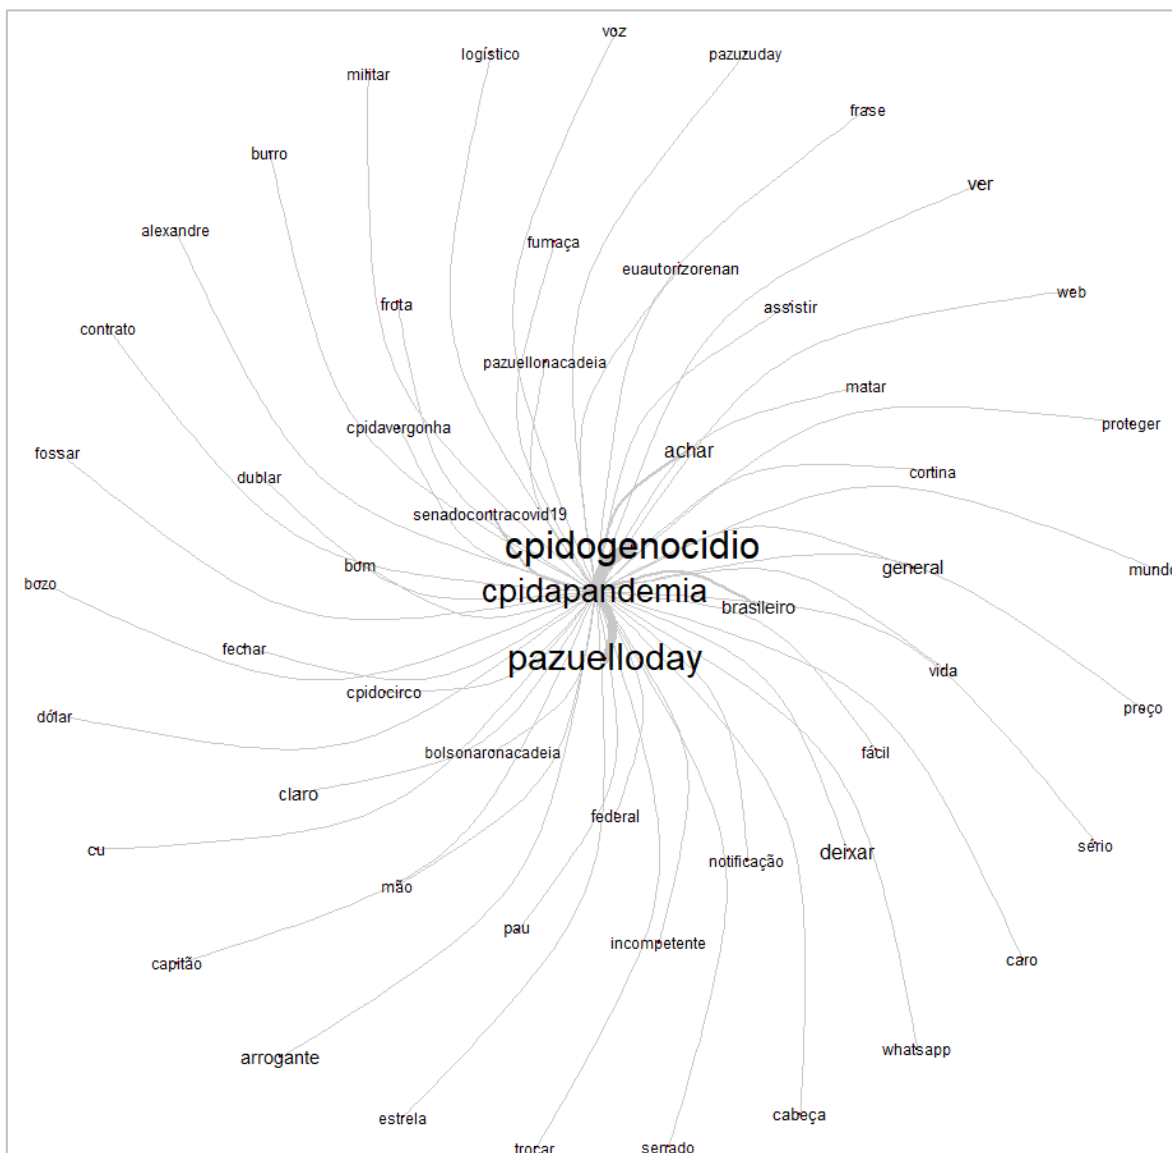 voz
logístico
pazuzuday
militar
frase
burro
ver
alexandre
fumaça
euautorizorenan
web
frota
assistir
contrato
pazuellonacadeia
matar
proteger
cpidavergonha
achar
fossar
cortina
dublar
senadocontracovid19
cpidogenocidio
bom
general
mundo
bozo
cpidapandemia
brasileiro
fechar
pazuelloday
vida
cpidocirco
preço
dólar
bolsonaronacadeia
fácil
claro
federal
cu
deixar
sério
notificação
mão
pau
incompetente
capitão
caro
arrogante
whatsapp
estrela
cabeça
trocar
serrado